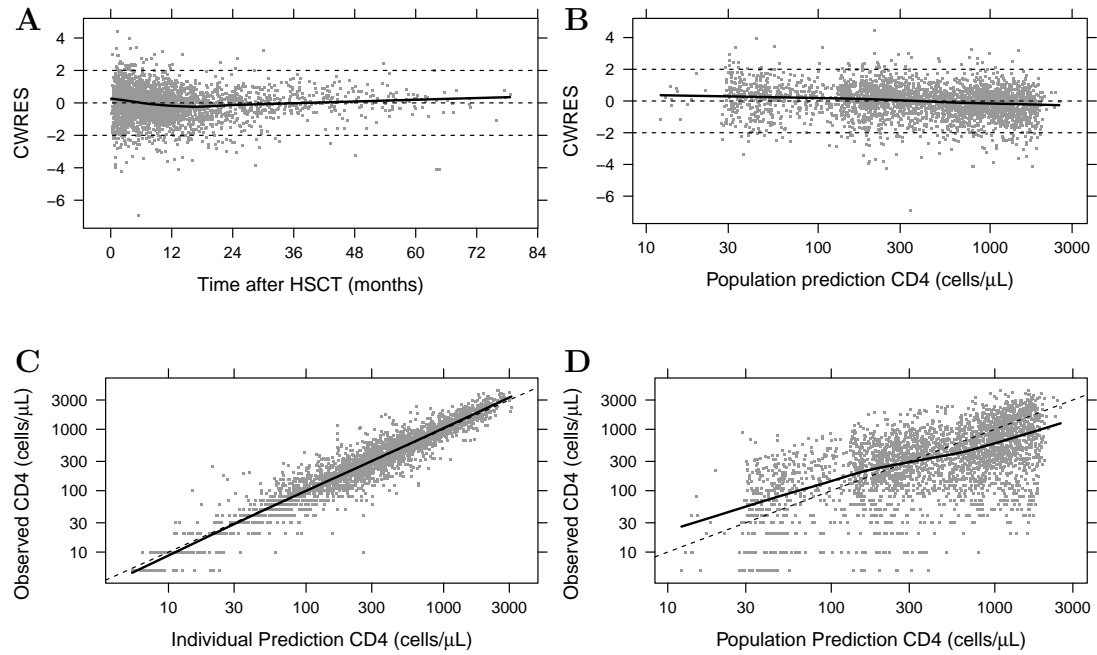 A
B
4
2
0
−2
−4
−6
CWRES
0 12 24 36 48 60 72 84
Time after HSCT (months)
4
2
0
−2
−4
−6
CWRES
10 30 100 300 1000 3000
Population prediction CD4 (cells/μL)
C
D
3000
1000
300
100
30
10
Observed CD4 (cells/μL)
10 30 100 300 1000 3000
Individual Prediction CD4 (cells/μL)
3000
1000
300
100
30
10
Observed CD4 (cells/μL)
10 30 100 300 1000 3000
Population Prediction CD4 (cells/μL)